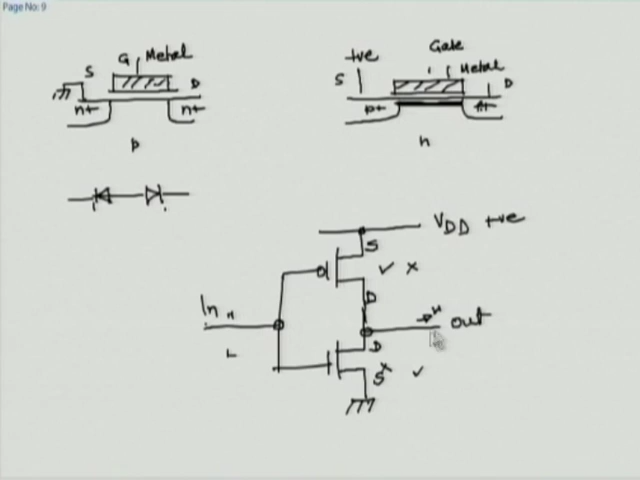 Page No: 9
G Metal
S
D
n+
n+
p
+ve
Gate
Metal
S
D
p+
n
VDD +ve
S
✓ ×
D
In
H
L
H
out
D
S
× ✓